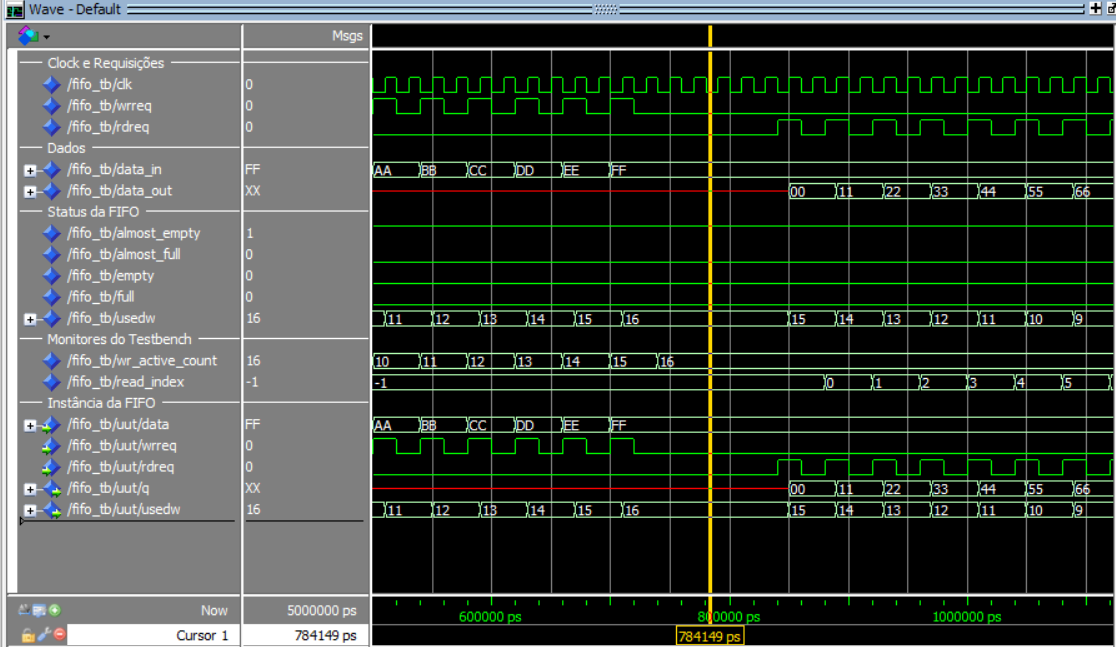 Wave - Default
Msgs
Clock e Requisições
/fifo_tb/clk 0
/fifo_tb/wrreq 0
/fifo_tb/rdreq 0
Dados
/fifo_tb/data_in FF AA BB CC DD EE FF
/fifo_tb/data_out XX 00 11 22 33 44 55 66
Status da FIFO
/fifo_tb/almost_empty 1
/fifo_tb/almost_full 0
/fifo_tb/empty 0
/fifo_tb/full 0
/fifo_tb/usedw 16 11 12 13 14 15 16 15 14 13 12 11 10 9
Monitores do Testbench
/fifo_tb/wr_active_count 16 10 11 12 13 14 15 16
/fifo_tb/read_index -1 -1 0 1 2 3 4 5
Instância da FIFO
/fifo_tb/uut/data FF AA BB CC DD EE FF
/fifo_tb/uut/wrreq 0
/fifo_tb/uut/rdreq 0
/fifo_tb/uut/q XX 00 11 22 33 44 55 66
/fifo_tb/uut/usedw 16 11 12 13 14 15 16 15 14 13 12 11 10 9
Now 5000000 ps 600000 ps 800000 ps 1000000 ps
Cursor 1 784149 ps 784149 ps